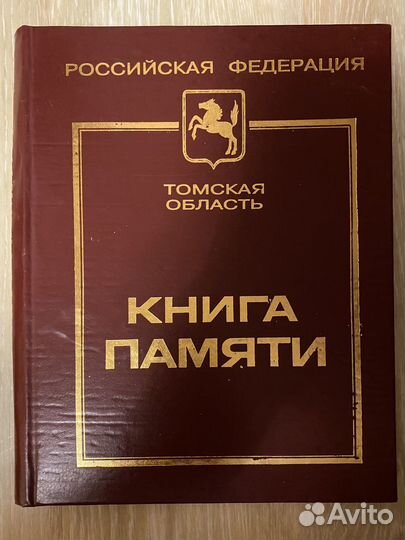 РОССИЙСКАЯ ФЕДЕРАЦИЯ
ТОМСКАЯ
ОБЛАСТЬ
КНИГА
ПАМЯТИ
Avito